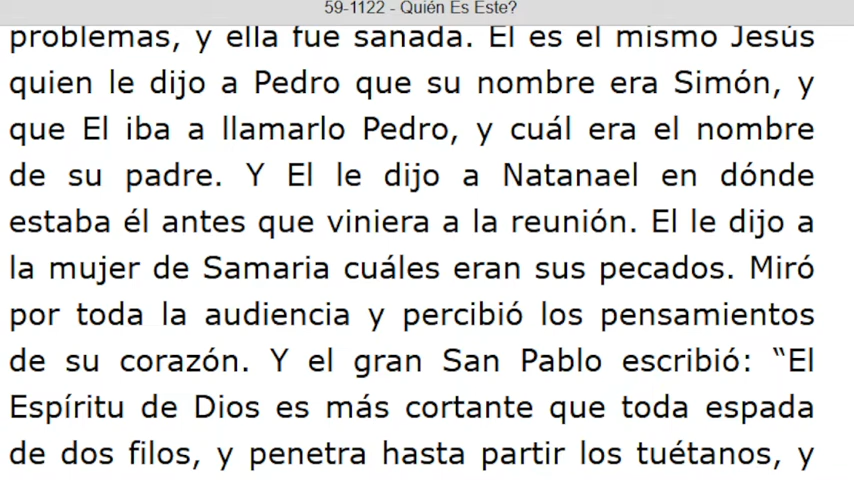 59-1122 - Quién Es Este?
problemas, y ella fue sanada. El es el mismo Jesús
quien le dijo a Pedro que su nombre era Simón, y
que El iba a llamarlo Pedro, y cuál era el nombre
de su padre. Y El le dijo a Natanael en dónde
estaba él antes que viniera a la reunión. El le dijo a
la mujer de Samaria cuáles eran sus pecados. Miró
por toda la audiencia y percibió los pensamientos
de su corazón. Y el gran San Pablo escribió: “El
Espíritu de Dios es más cortante que toda espada
de dos filos, y penetra hasta partir los tuétanos, y